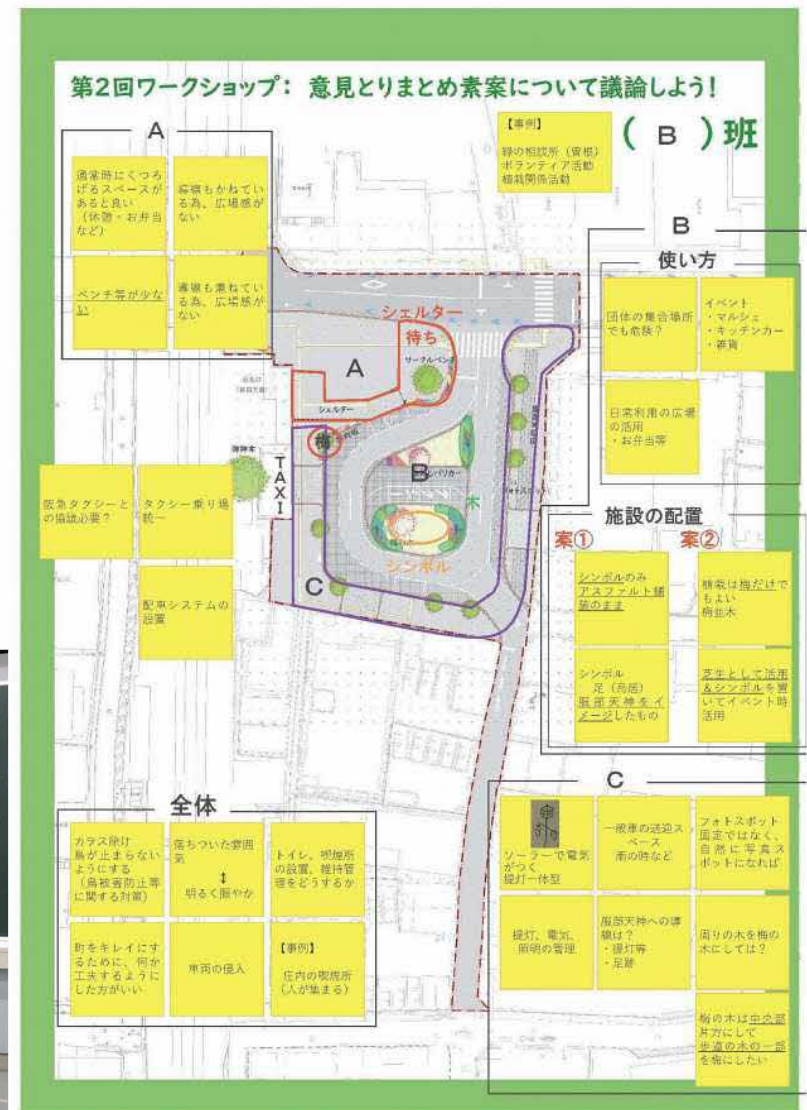 第2回ワークショップ： 意見とりまとめ素案について議論しよう！
（ B ）班
【事例】
緑の相談所（曽根）
ボランティア活動
植栽関係活動
A
通常時にくつろ
げるスペースが
あると良い
（休憩・お弁当
など）
もかねてい
る為、広場感が
ない
ベンチ等が少な
い
導線も兼ねてい
る為、広場感が
ない
B
使い方
団体の集合場所
でも危険？
イベント
・マルシェ
・キッチンカー
・雑貨
日常利用の広場
の活用
・お弁当等
シェルター
待ち
サークルベンチ
A
シェルター
梅
御神木
TAXI
B
木
シンボル
C
阪急タクシーと
の協議必要？
タクシー乗り場
統一
配車システムの
設置
施設の配置
案①
案②
シンボルのみ
アスファルト舗
装のまま
植栽は梅だけで
もよい
梅並木
シンボル
足（鳥居）
服部天神をイ
メージしたもの
芝生として活用
&シンボルを置
いてイベント時
活用
全体
カラス除け
鳥が止まらない
ようにする
（鳥被害防止等
に関する対策）
落ちついた雰囲
気
↕
明るく賑やか
トイレ、喫煙所
の設置、維持管
理をどうするか
町をキレイにす
るために、何か
工夫するように
した方がいい
車両の侵入
【事例】
庄内の喫煙所
（人が集まる）
C
ソーラーで電気
がつく
提灯一体型
一般車の送迎ス
ペース
雨の時など
フォトスポット
固定ではなく、
自然に写真ス
ポットになれば
提灯、電気、
照明の管理
服部天神への導
線は？
・提灯等
・足跡
周りの木を梅の
木にしては？
梅の木は中央部
片方にして
歩道の木の一部
を梅にしたい